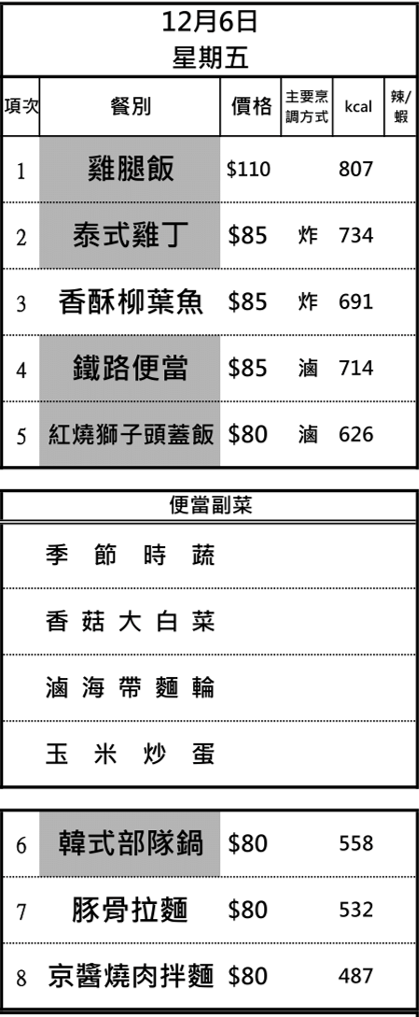 12月6日
星期五
項次 餐別 價格 主要烹調方式 kcal 辣/蝦
1 雞腿飯 $110 807
2 泰式雞丁 $85 炸 734
3 香酥柳葉魚 $85 炸 691
4 鐵路便當 $85 滷 714
5 紅燒獅子頭蓋飯 $80 滷 626
便當副菜
季節時蔬
香菇大白菜
滷海帶麵輪
玉米炒蛋
6 韓式部隊鍋 $80 558
7 豚骨拉麵 $80 532
8 京醬燒肉拌麵 $80 487